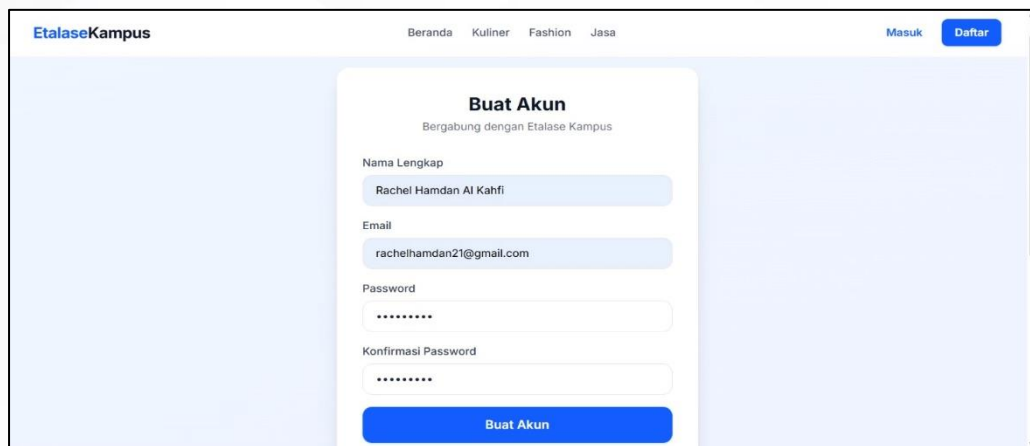 EtalaseKampus Beranda Kuliner Fashion Jasa Masuk Daftar
Buat Akun
Bergabung dengan Etalase Kampus
Nama Lengkap
Rachel Hamdan Al Kahfi
Email
rachelhamdan21@gmail.com
Password
•••••••••
Konfirmasi Password
•••••••••
Buat Akun